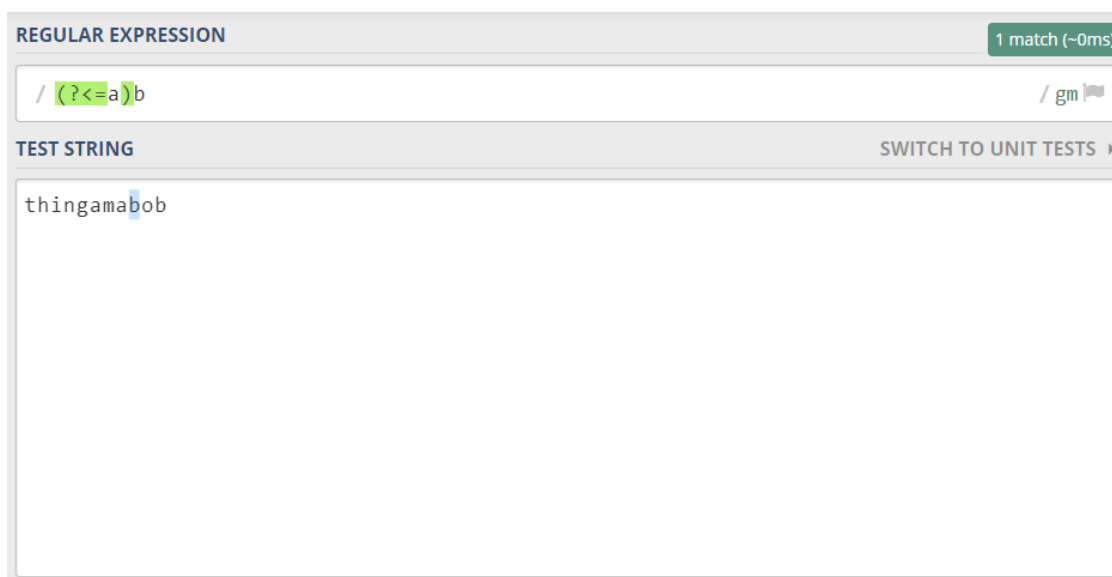 REGULAR EXPRESSION 1 match (~0ms)
/ (?<=a)b / gm
TEST STRING SWITCH TO UNIT TESTS
thingamabob